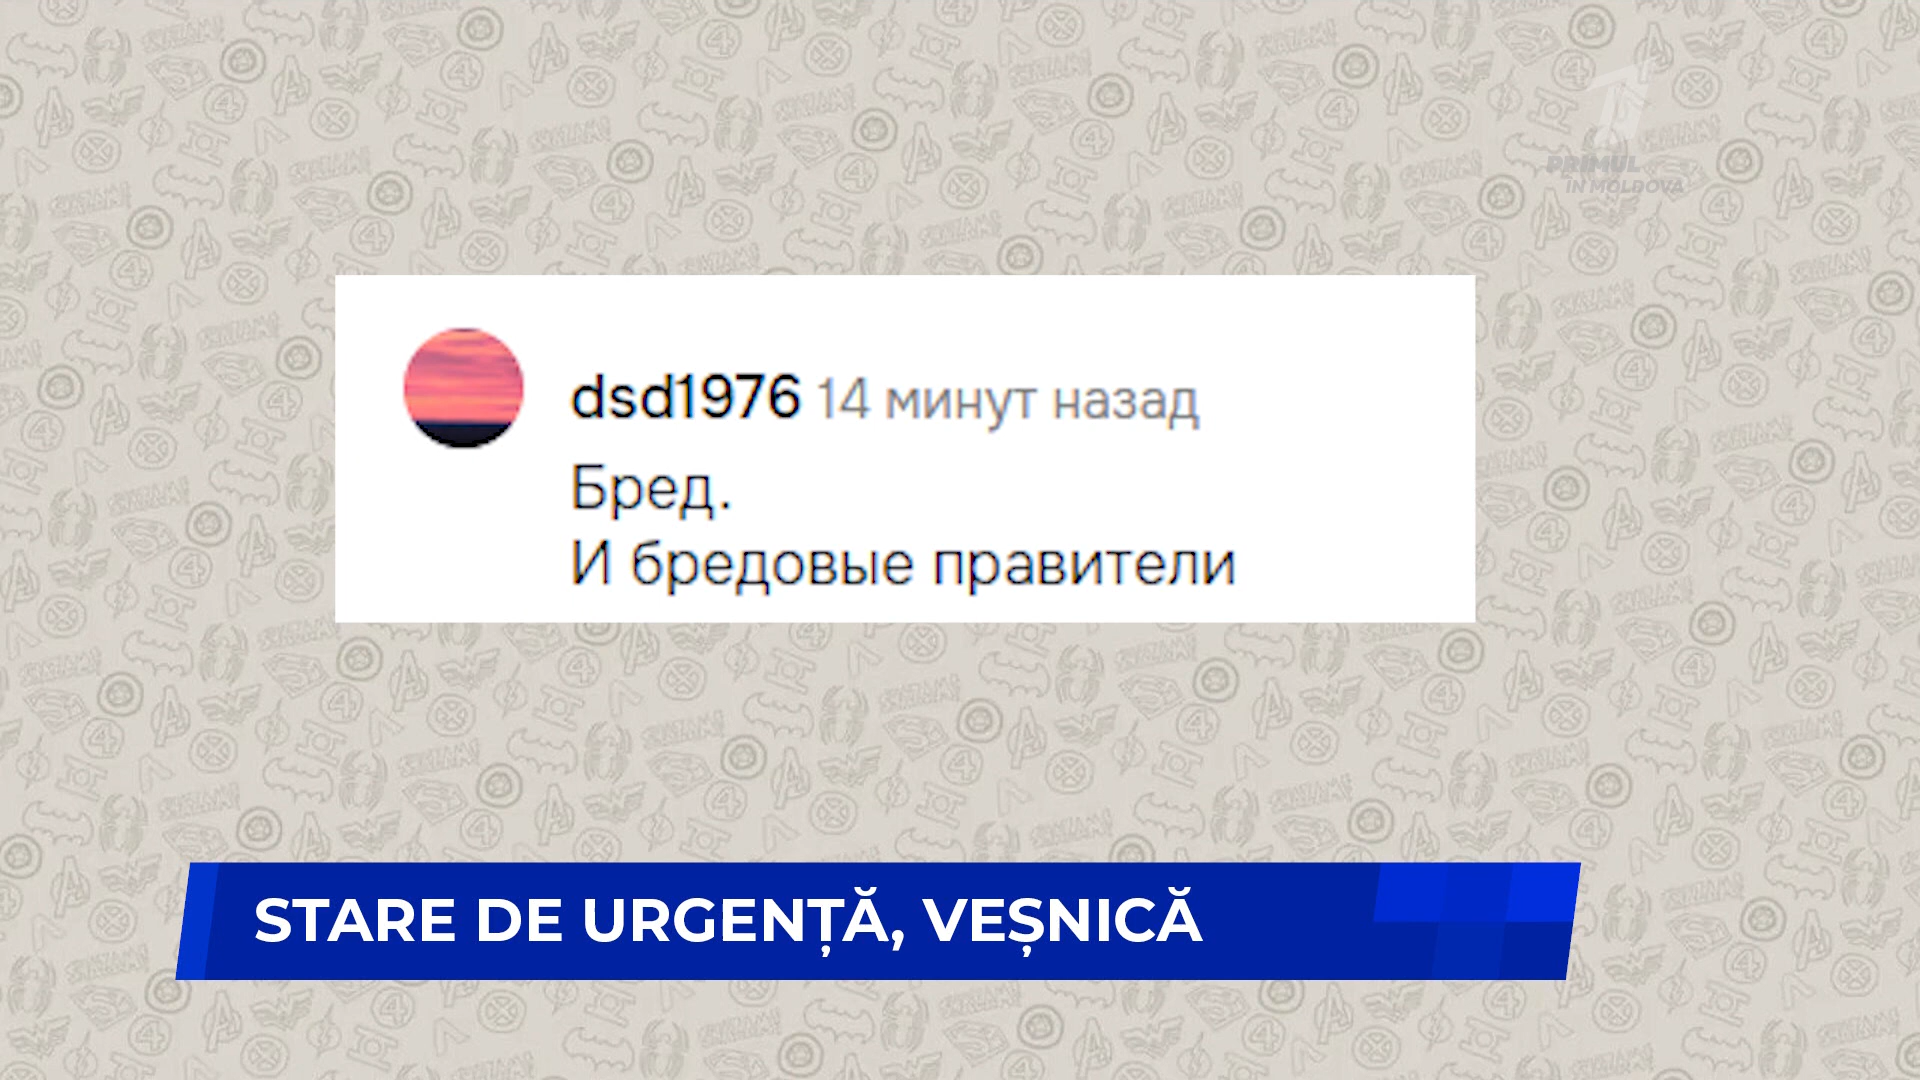 PRIMUL
ÎN MOLDOVA
dsd1976 14 минут назад
Бред.
И бредовые правители
STARE DE URGENȚĂ, VEȘNICĂ